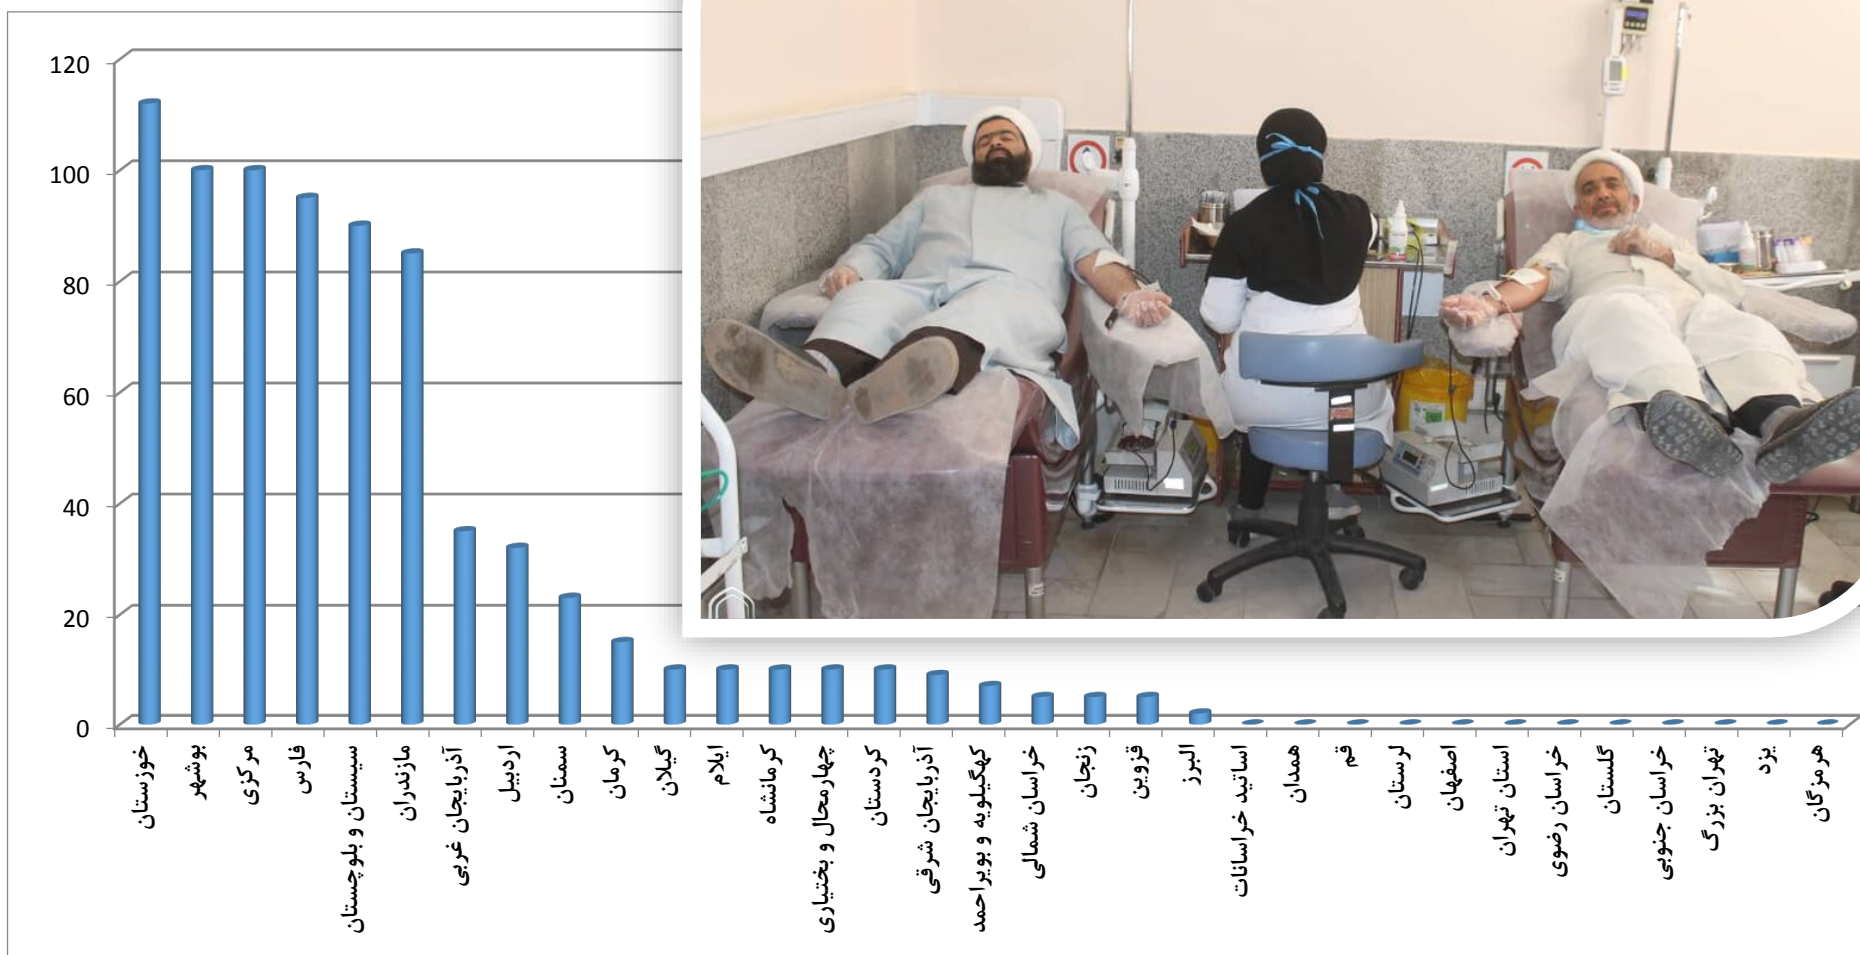 120
100
80
60
40
20
0
خوزستان
بوشهر
مرکزی
فارس
سیستان و بلوچستان
مازندران
آذربایجان غربی
اردبیل
سمنان
کرمان
گیلان
ایلام
کرمانشاه
چهارمحال و بختیاری
کردستان
آذربایجان شرقی
کهگیلویه و بویراحمد
خراسان شمالی
زنجان
قزوین
البرز
اساتید خراسانات
همدان
قم
لرستان
اصفهان
استان تهران
خراسان رضوی
گلستان
خراسان جنوبی
تهران بزرگ
یزد
هرمزگان